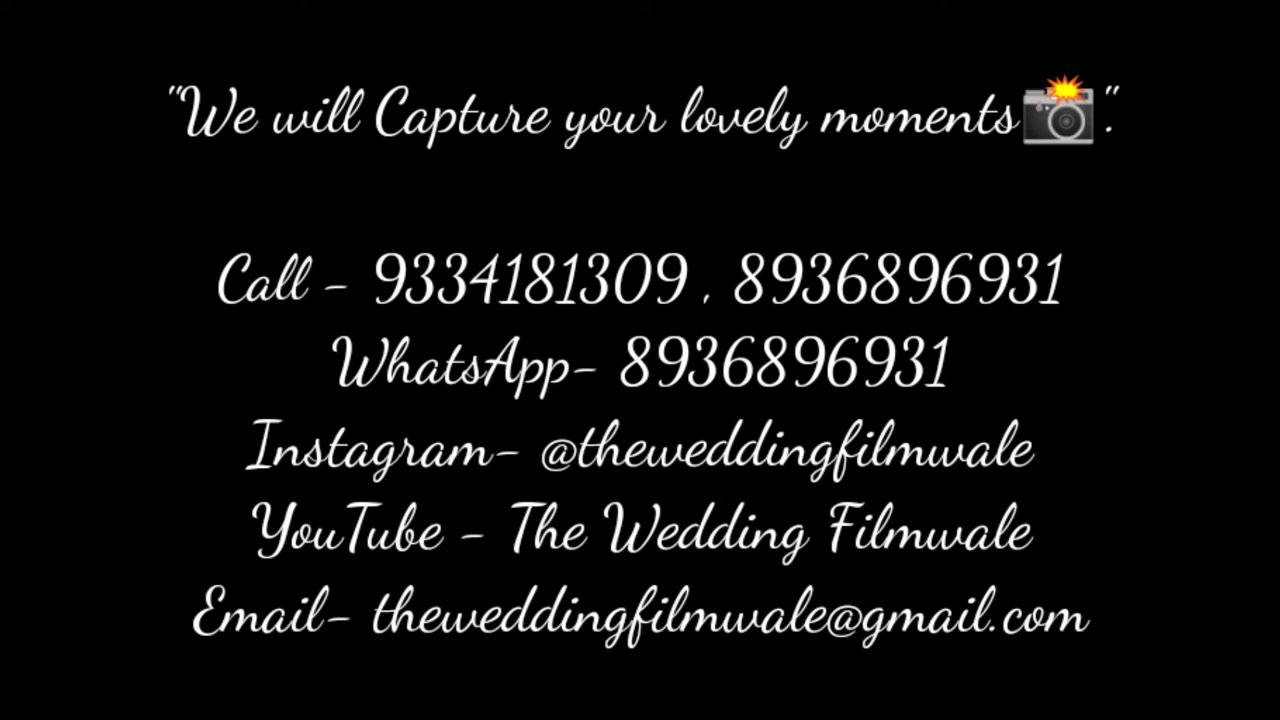 "We will Capture your lovely moments📸".
Call - 9334181309 , 8936896931
WhatsApp- 8936896931
Instagram- @theweddingfilmwale
YouTube - The Wedding Filmwale
Email- theweddingfilmwale@gmail.com